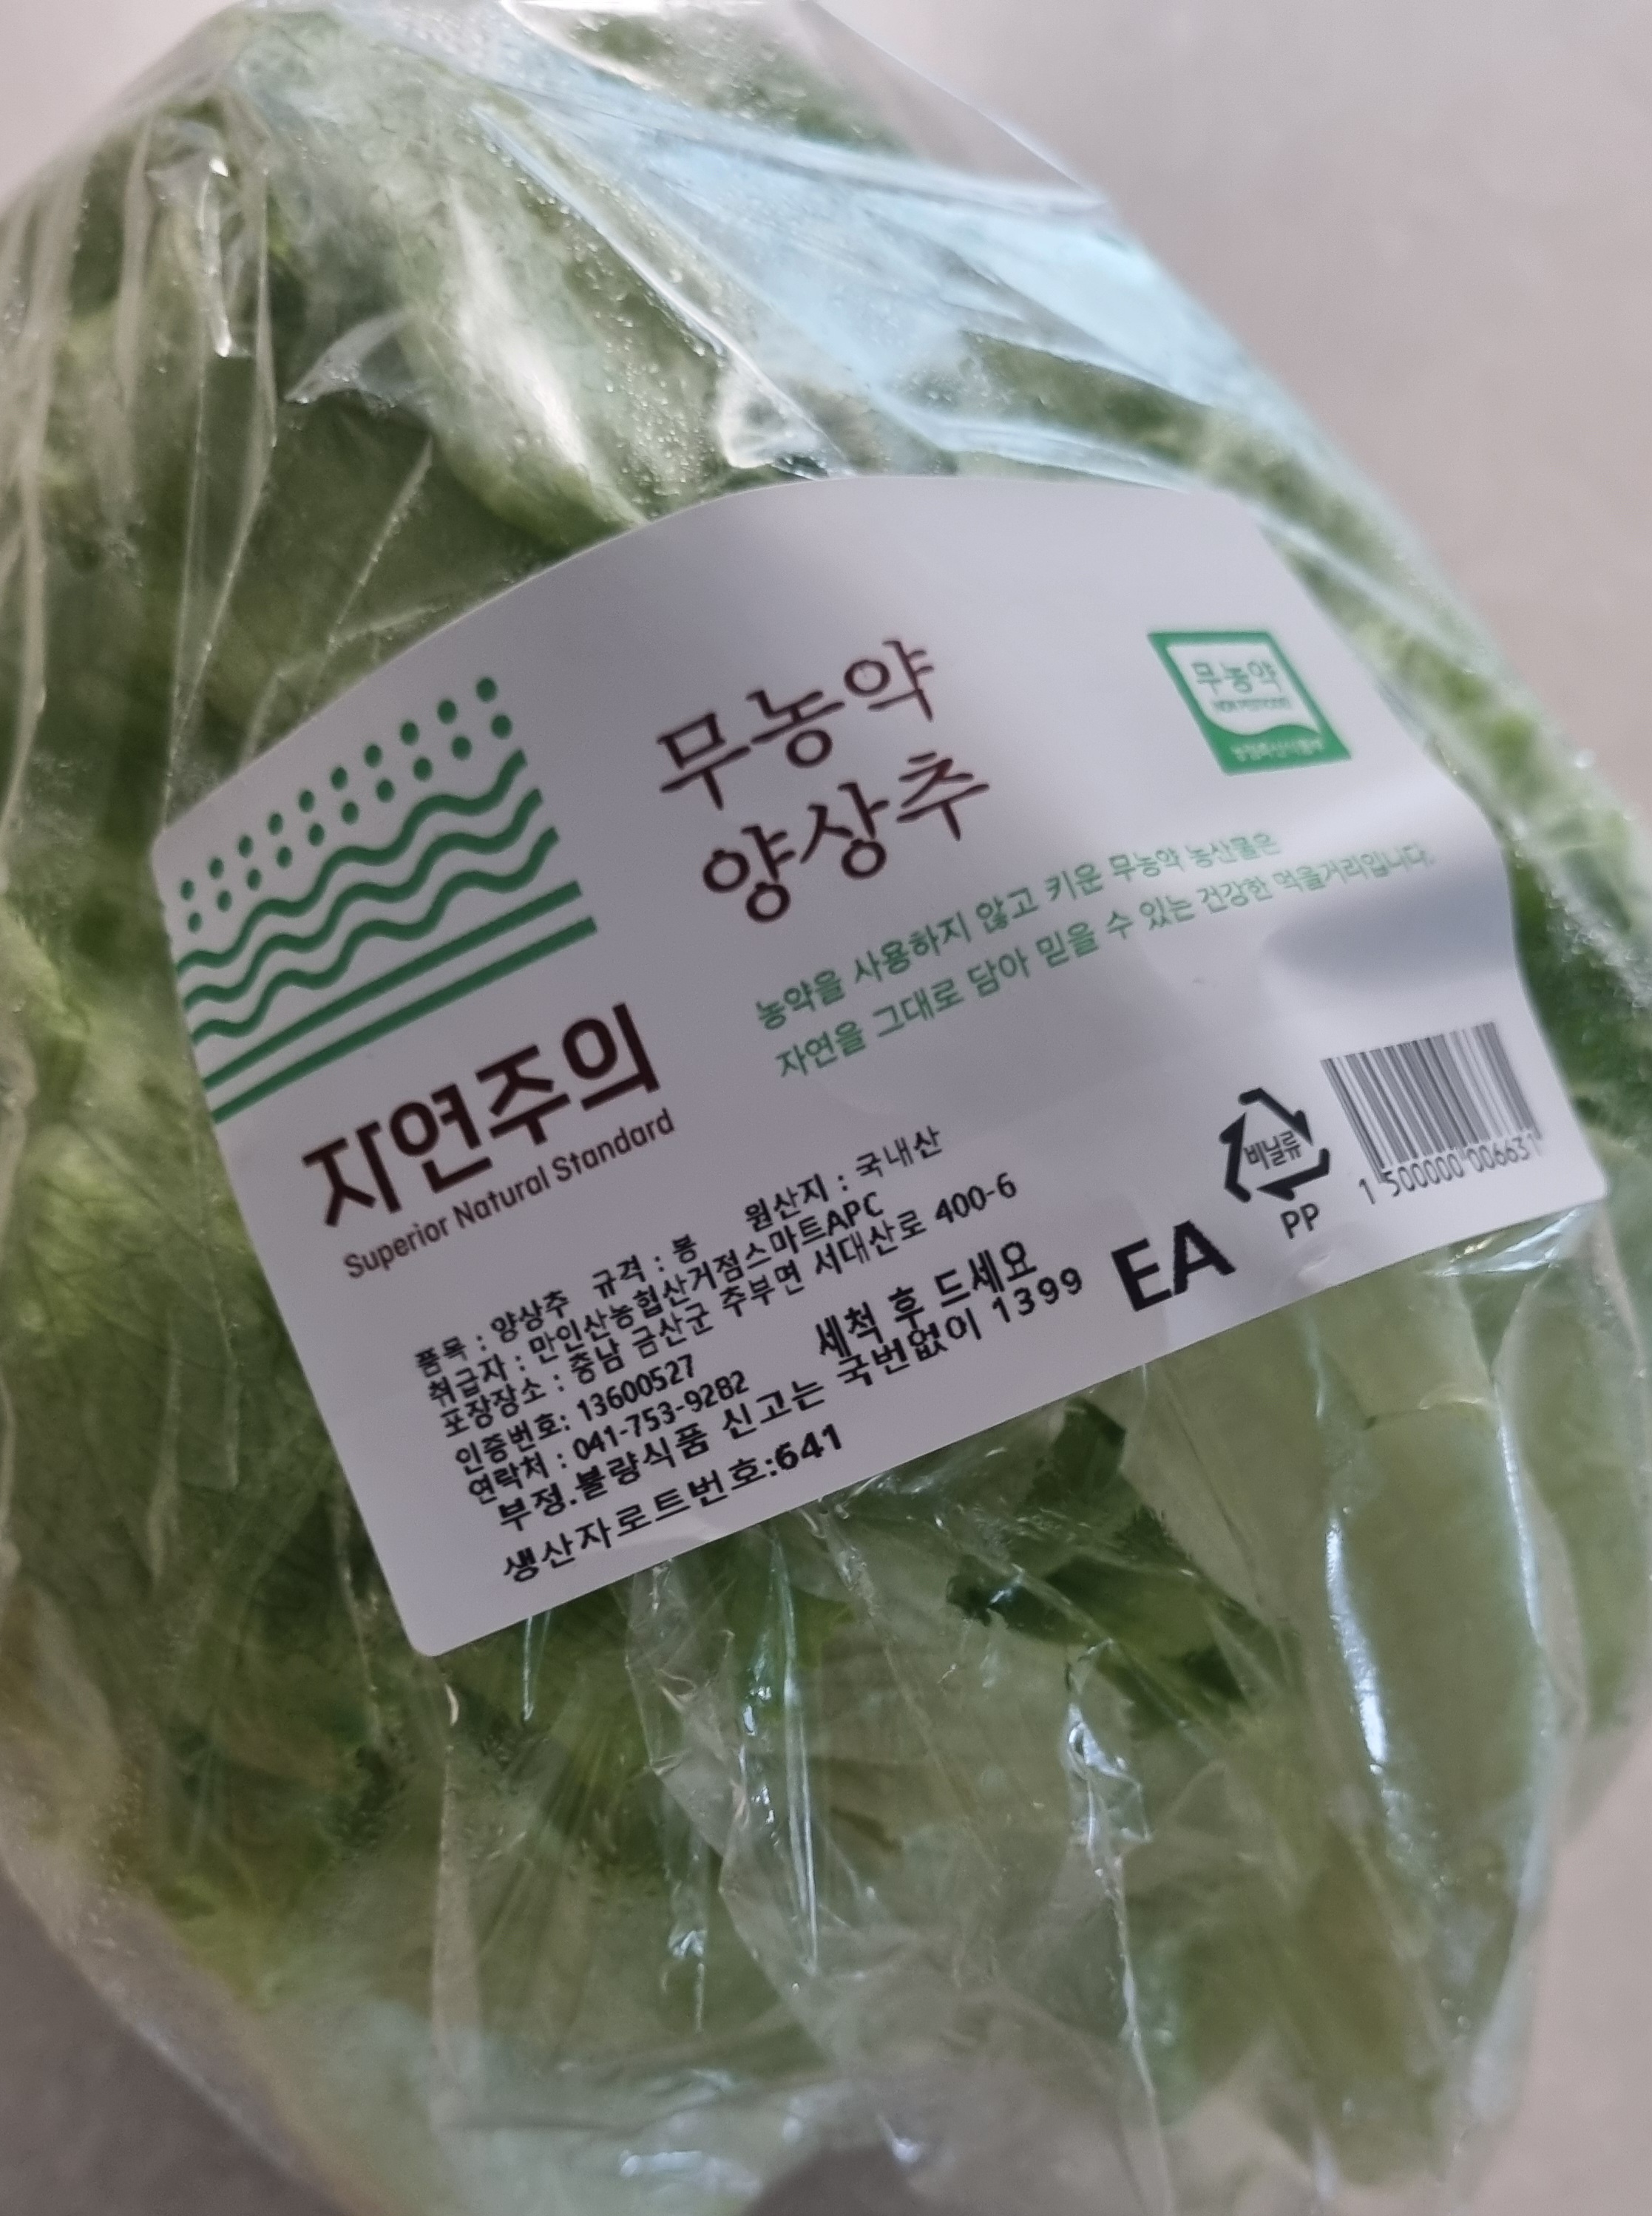 무농약
양상추
무농약
농약을 사용하지 않고 키운 무농약 농산물은
자연을 그대로 담아 믿을 수 있는 건강한 먹을거리입니다.
자연주의
Superior Natural Standard
품목 : 양상추 규격 : 봉 원산지 : 국내산
취급자 : 만인산농협산거점스마트APC
포장장소 : 충남 금산군 추부면 서대산로 400-6
인증번호: 13600527
연락처 : 041-753-9282
세척 후 드세요
부정.불량식품 신고는 국번없이 1399
생산자로트번호:641
EA
비닐류
PP
1 500000 006631